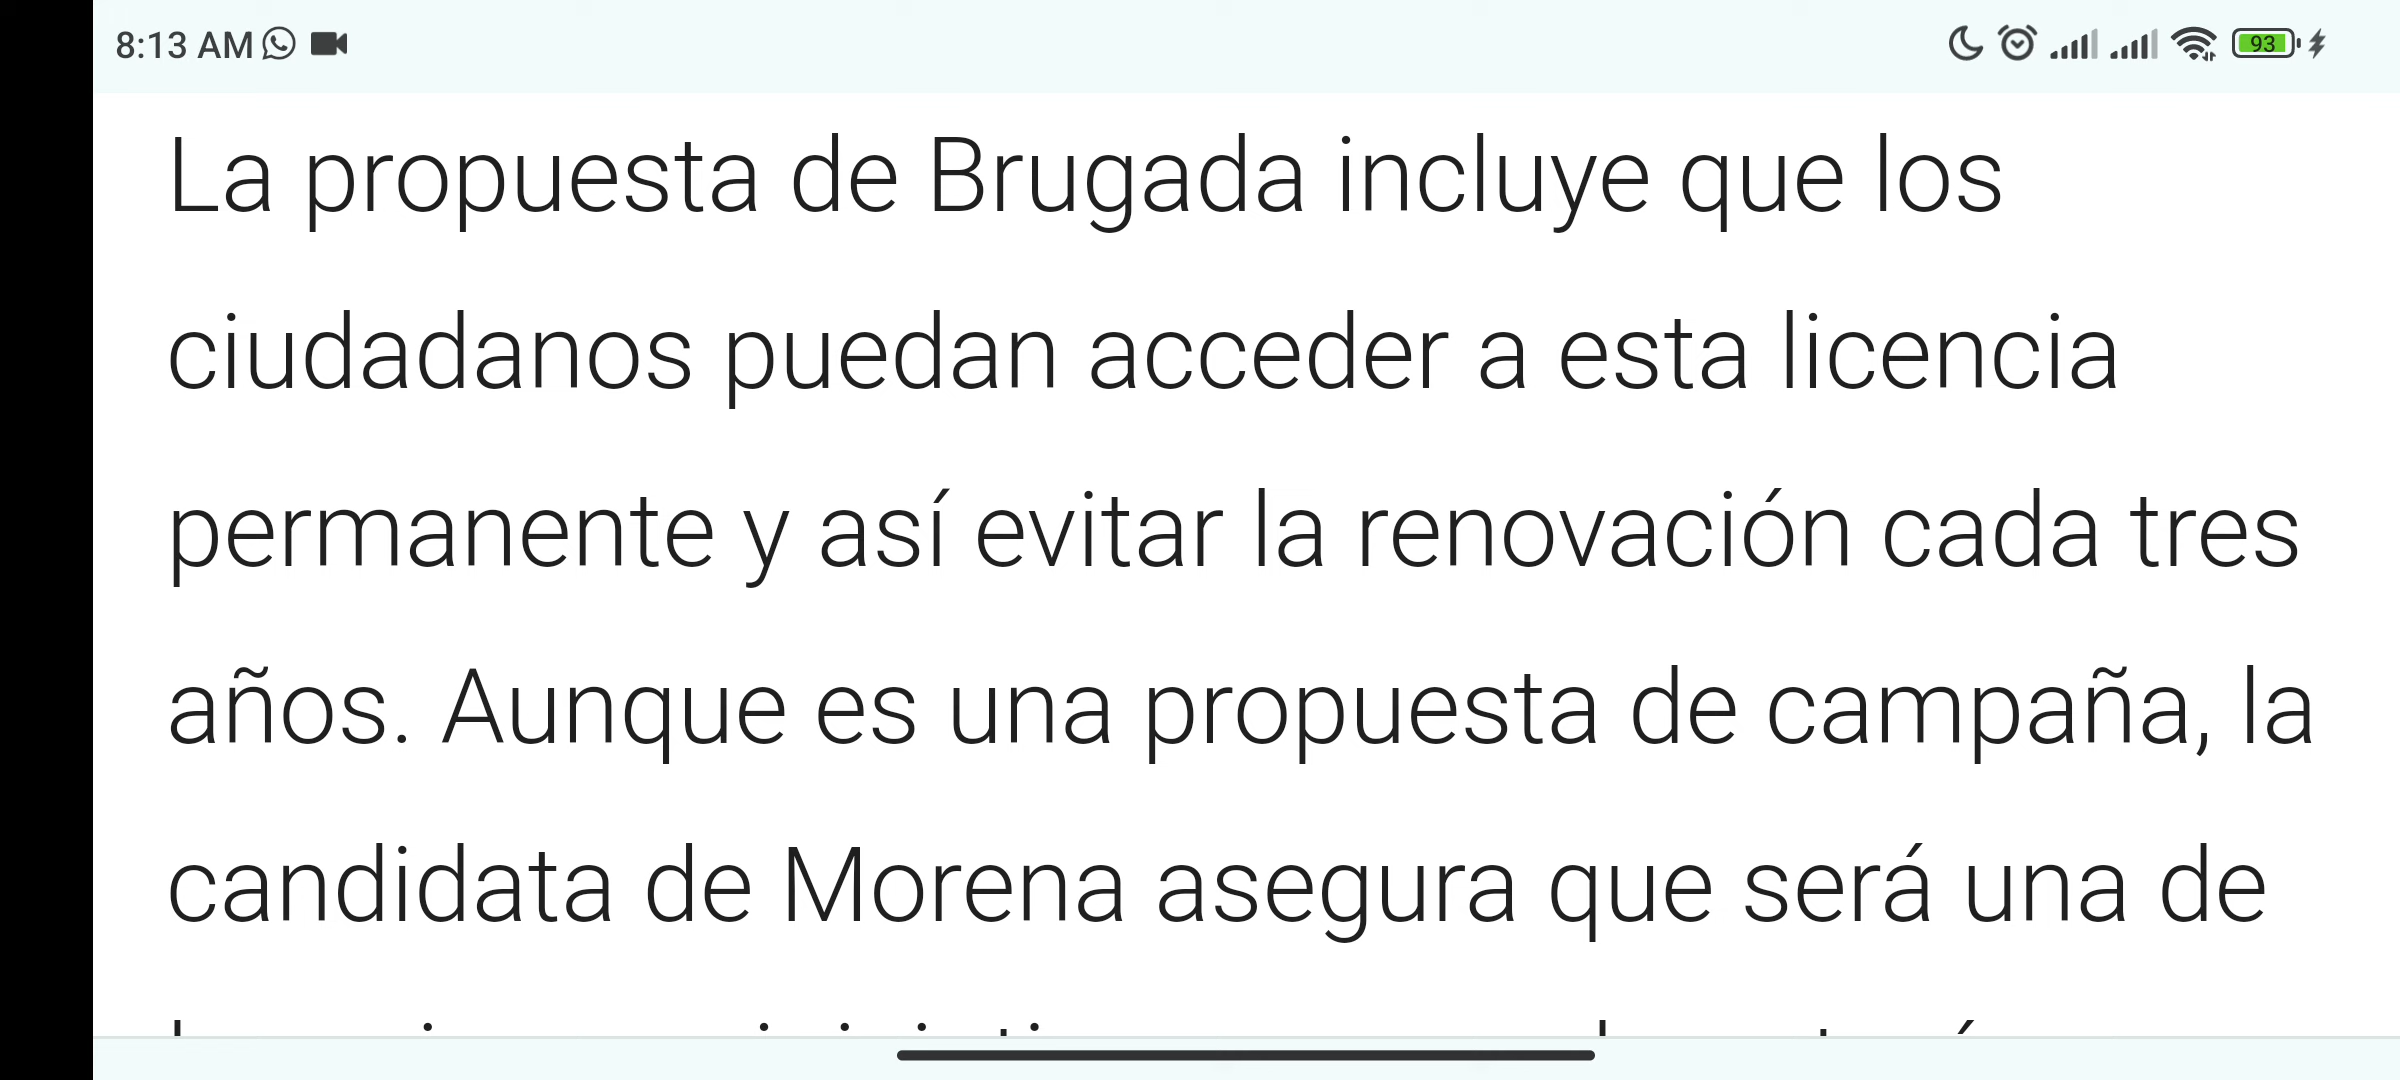 8:13 AM
93
La propuesta de Brugada incluye que los
ciudadanos puedan acceder a esta licencia
permanente y así evitar la renovación cada tres
años. Aunque es una propuesta de campaña, la
candidata de Morena asegura que será una de